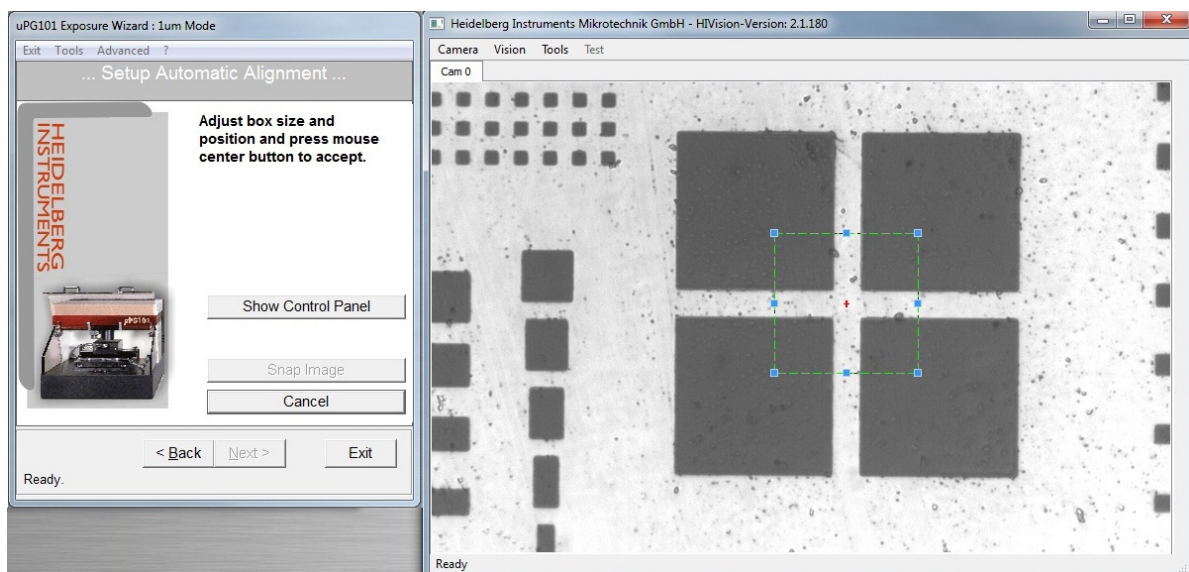 uPG101 Exposure Wizard : 1um Mode
Exit Tools Advanced ?
... Setup Automatic Alignment ...
HEIDELBERG
INSTRUMENTS
µPG101
Adjust box size and
position and press mouse
center button to accept.
Show Control Panel
Snap Image
Cancel
< Back Next > Exit
Ready.
Heidelberg Instruments Mikrotechnik GmbH - HIVision-Version: 2.1.180
Camera Vision Tools Test
Cam 0
Ready